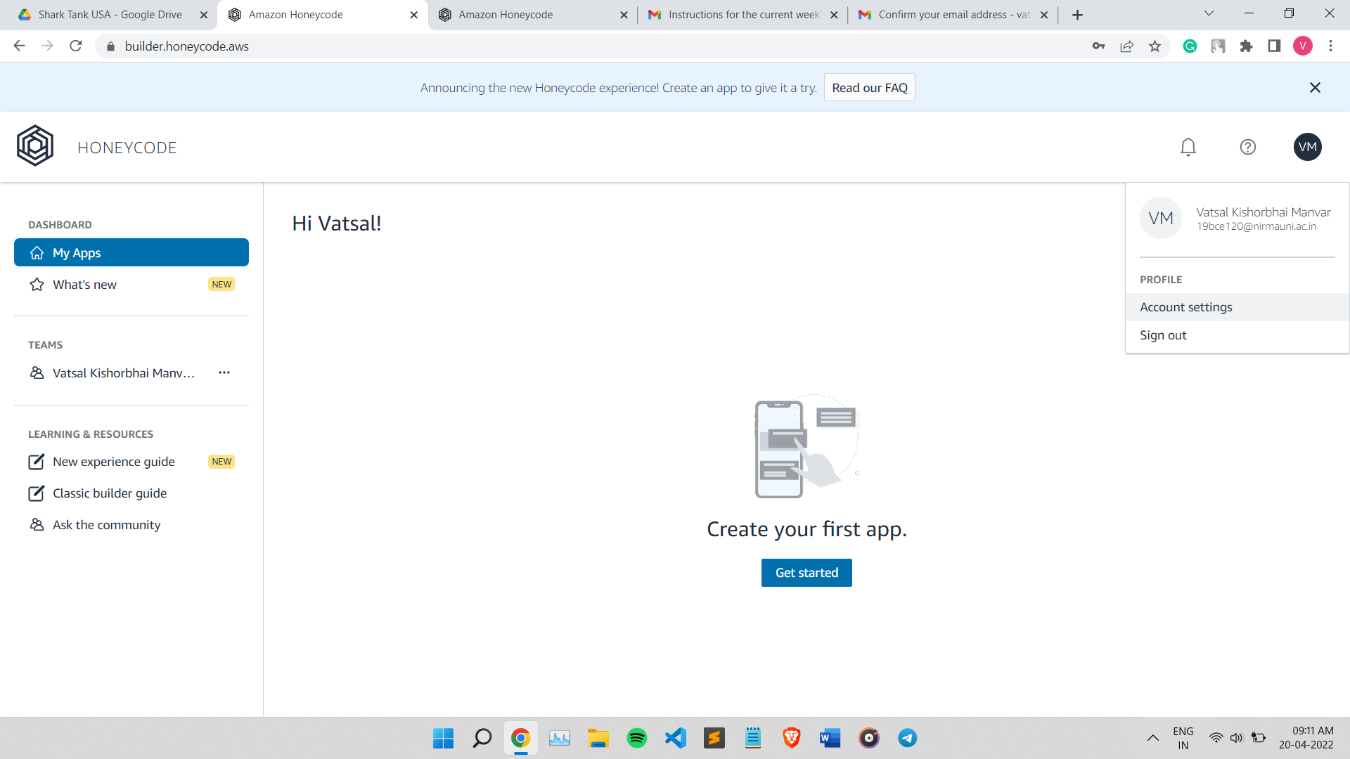 Shark Tank USA - Google Drive
Amazon Honeycode
Amazon Honeycode
Instructions for the current week
Confirm your email address - vat
builder.honeycode.aws
V
Announcing the new Honeycode experience! Create an app to give it a try.
Read our FAQ
HONEYCODE
VM
DASHBOARD
My Apps
What's new
NEW
TEAMS
Vatsal Kishorbhai Manv...
LEARNING & RESOURCES
New experience guide
NEW
Classic builder guide
Ask the community
Hi Vatsal!
Create your first app.
Get started
VM
Vatsal Kishorbhai Manvar
19bce120@nirmauni.ac.in
PROFILE
Account settings
Sign out
ENG
IN
09:11 AM
20-04-2022